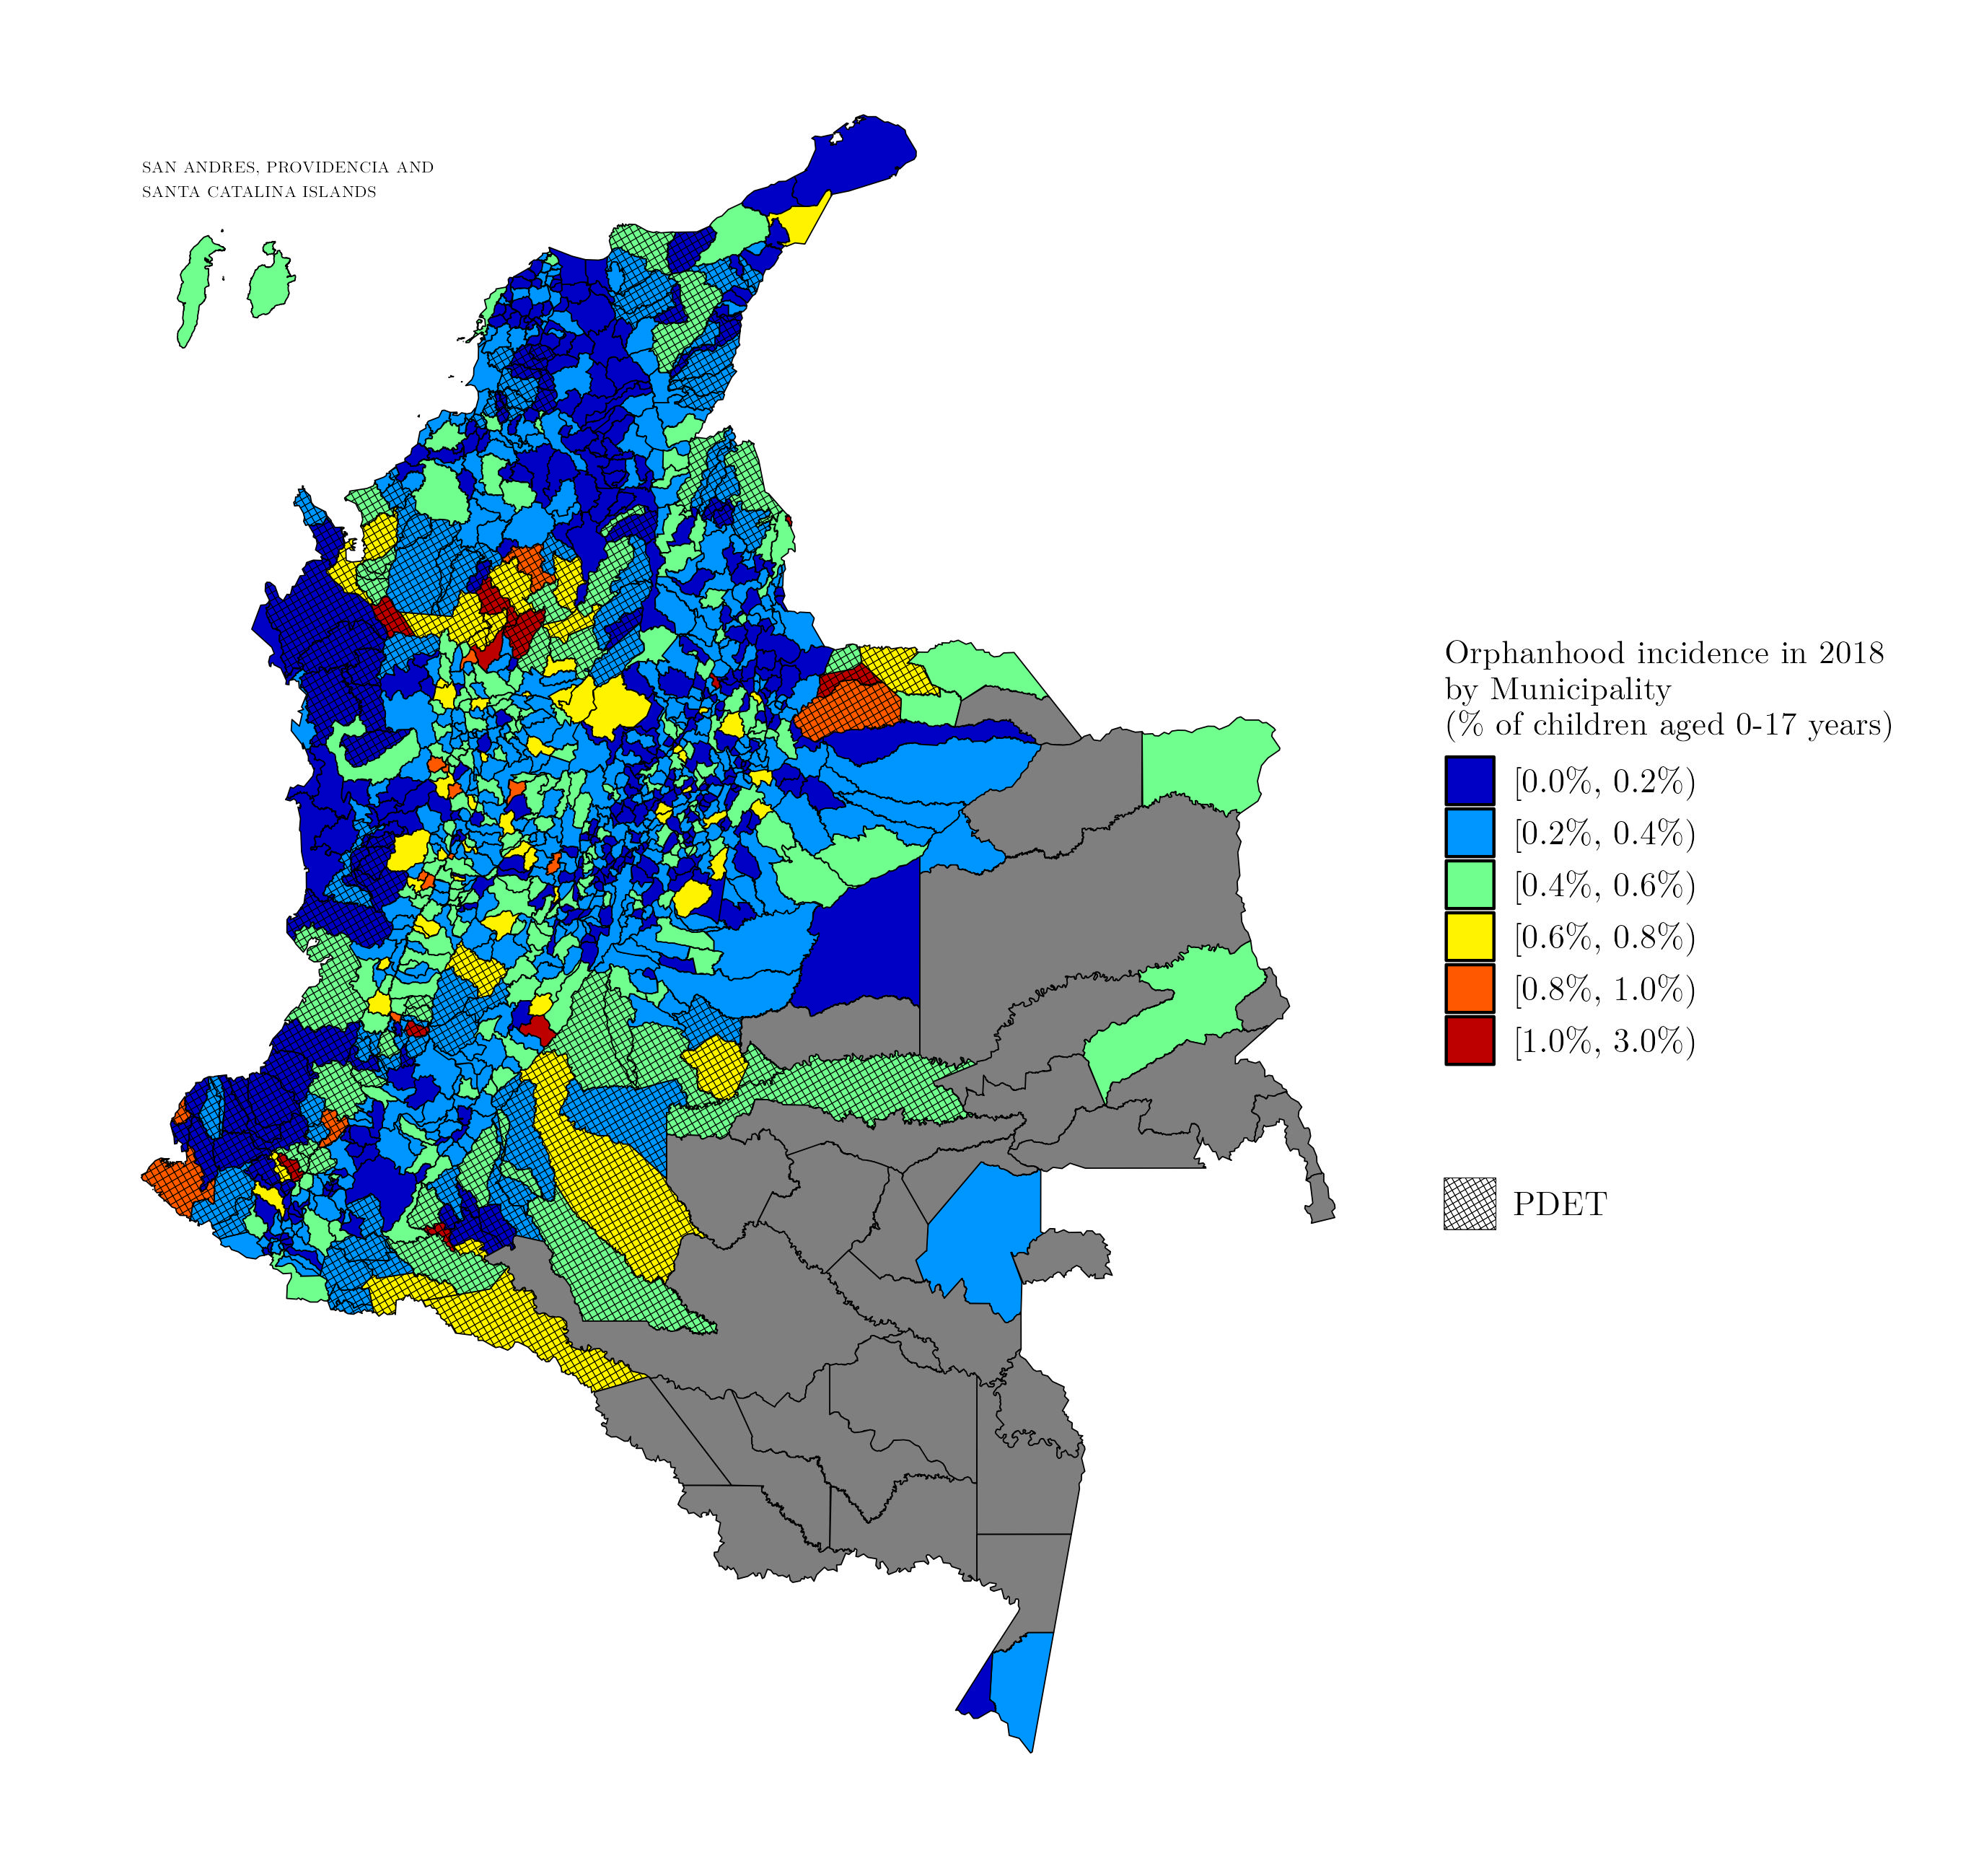 SAN ANDRES, PROVIDENCIA AND
SANTA CATALINA ISLANDS
Orphanhood incidence in 2018
by Municipality
(% of children aged 0-17 years)
[0.0%, 0.2%)
[0.2%, 0.4%)
[0.4%, 0.6%)
[0.6%, 0.8%)
[0.8%, 1.0%)
[1.0%, 3.0%)
PDET